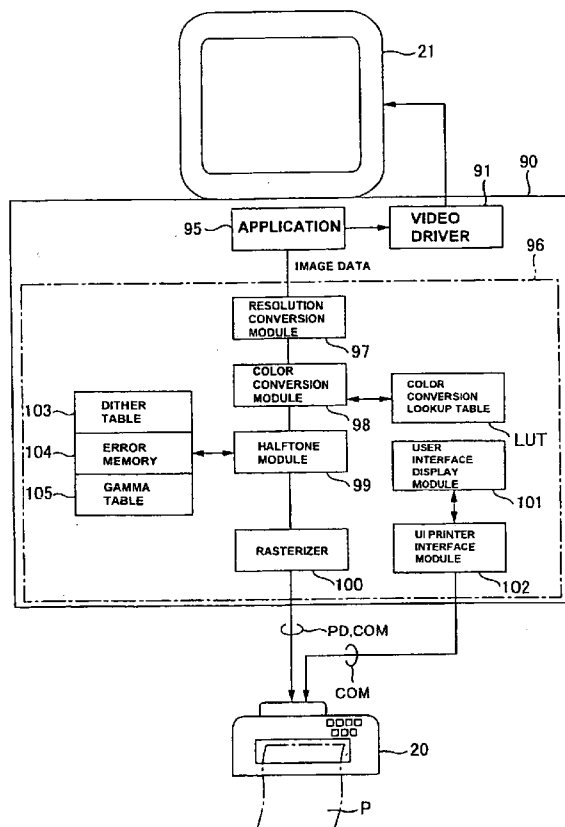 21
90
91
95
APPLICATION
VIDEO
DRIVER
96
IMAGE DATA
RESOLUTION
CONVERSION
MODULE
97
COLOR
CONVERSION
MODULE
98
COLOR
CONVERSION
LOOKUP TABLE
LUT
103
DITHER
TABLE
104
ERROR
MEMORY
105
GAMMA
TABLE
HALFTONE
MODULE
99
USER
INTERFACE
DISPLAY
MODULE
101
RASTERIZER
100
UI PRINTER
INTERFACE
MODULE
102
PD,COM
COM
20
P